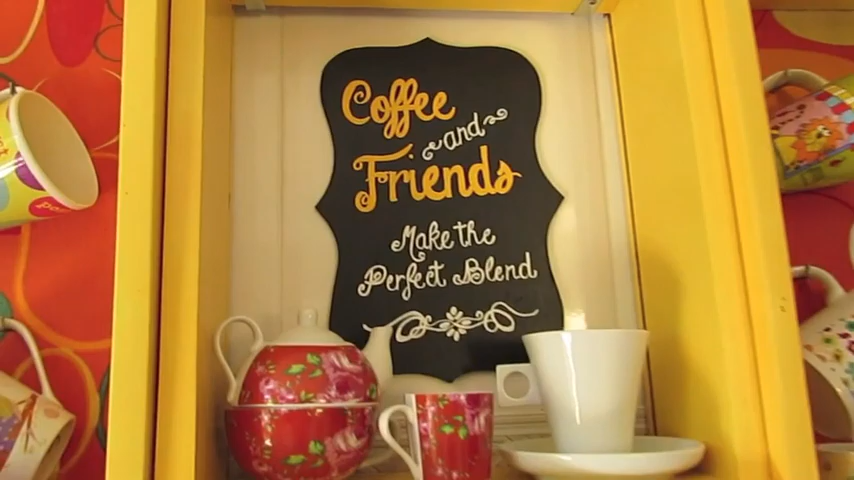 Coffee
and
Friends
Make the
Perfect Blend